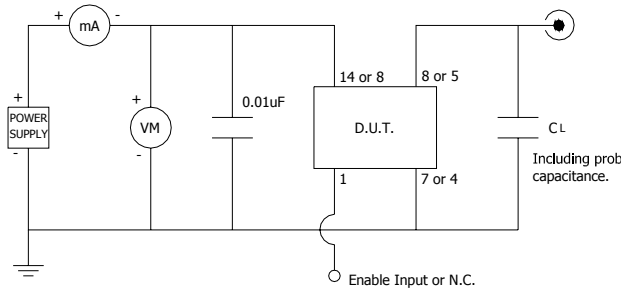 + mA -
14 or 8
8 or 5
+
0.01uF
+
+
POWER
SUPPLY
VM
D.U.T.
CL
-
-
Including prob
capacitance.
1
7 or 4
Enable Input or N.C.